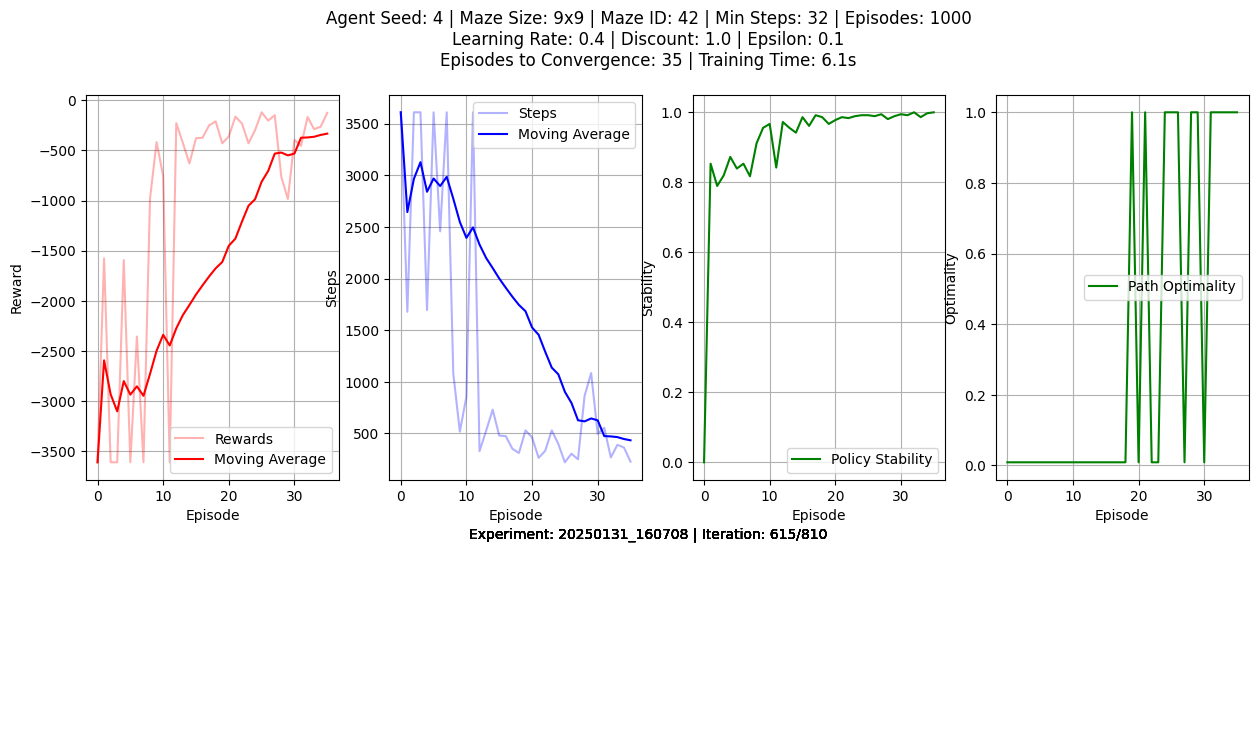 Agent Seed: 4 | Maze Size: 9x9 | Maze ID: 42 | Min Steps: 32 | Episodes: 1000
Learning Rate: 0.4 | Discount: 1.0 | Epsilon: 0.1
Episodes to Convergence: 35 | Training Time: 6.1s
Reward
0
−500
−1000
−1500
−2000
−2500
−3000
−3500
Rewards
Moving Average
0 10 20 30
Episode
Steps
3500
3000
2500
2000
1500
1000
500
Steps
Moving Average
0 10 20 30
Episode
Stability
1.0
0.8
0.6
0.4
0.2
0.0
Policy Stability
0 10 20 30
Episode
Optimality
1.0
0.8
0.6
0.4
0.2
0.0
Path Optimality
0 10 20 30
Episode
Experiment: 20250131_160708 | Iteration: 615/810